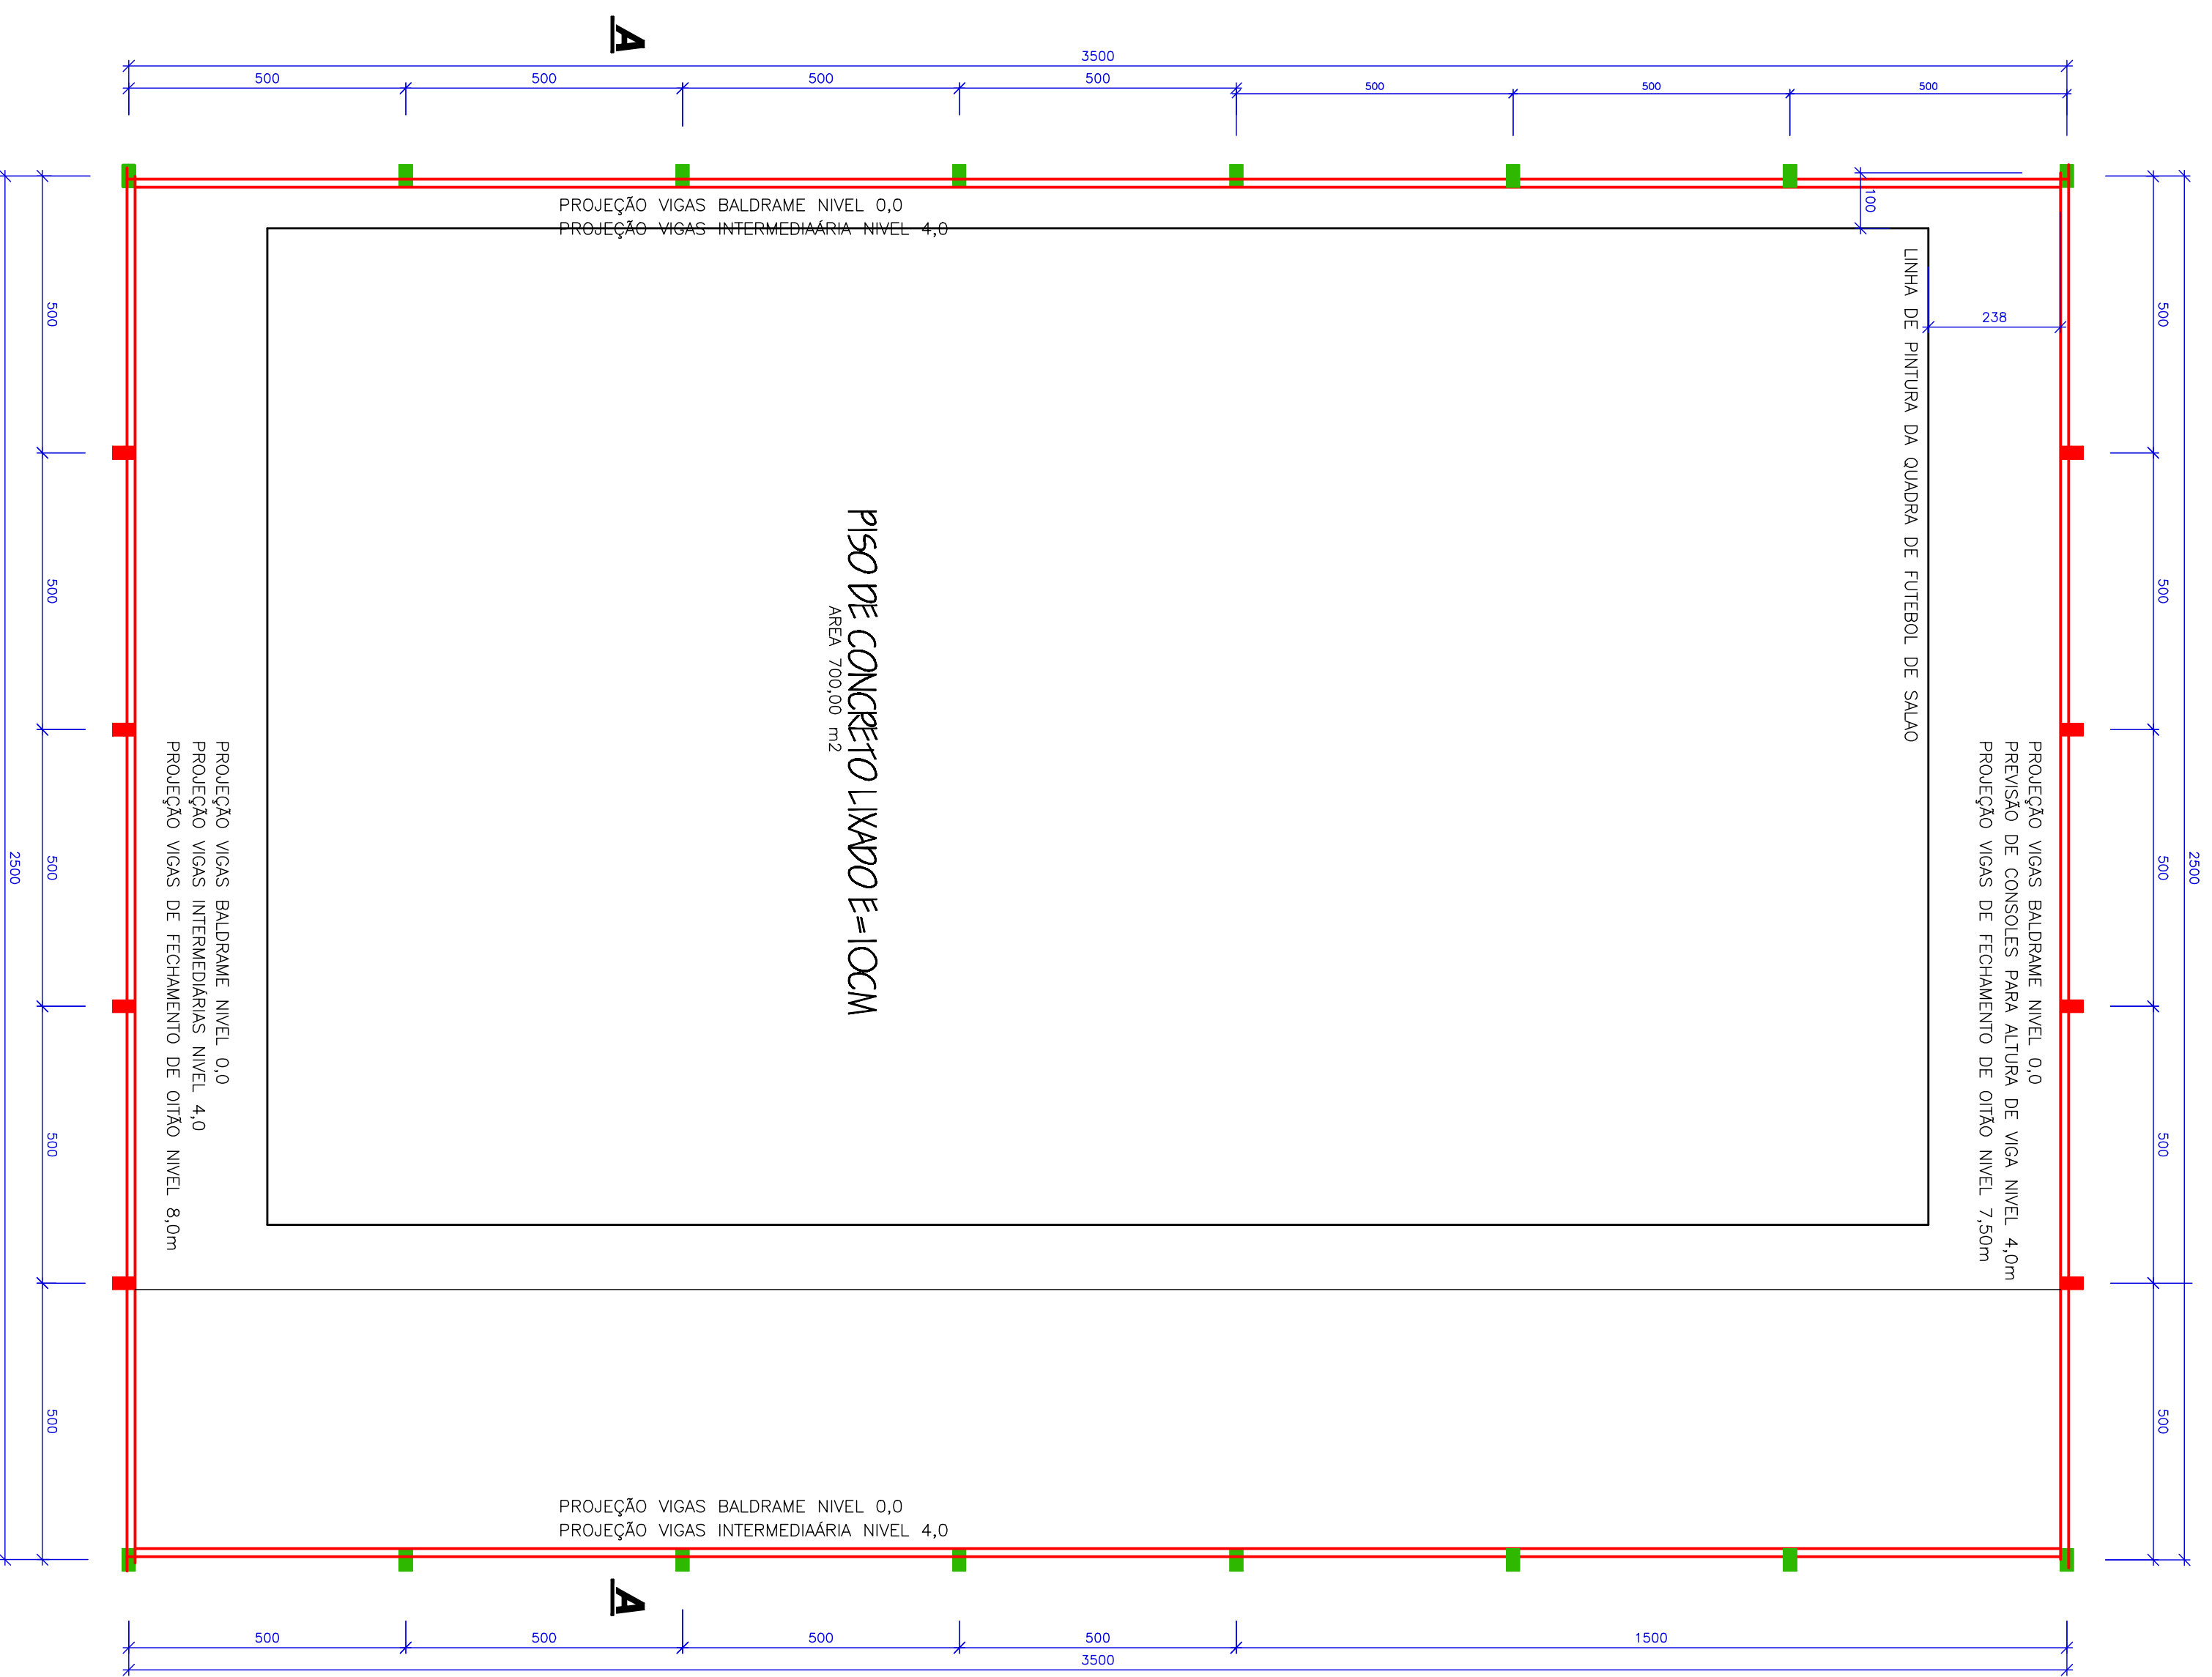 A
3500
500 500 500 500 500 500 500
PROJEÇÃO VIGAS BALDRAME NIVEL 0,0
PROJEÇÃO VIGAS INTERMEDIAÁRIA NIVEL 4,0
100
238
LINHA DE PINTURA DA QUADRA DE FUTEBOL DE SALAO
PISO DE CONCRETO LIXADO E=10CM
AREA 700,00 m2
PROJEÇÃO VIGAS BALDRAME NIVEL 0,0
PREVISÃO DE CONSOLES PARA ALTURA DE VIGA NIVEL 4,0m
PROJEÇÃO VIGAS DE FECHAMENTO DE OITÃO NIVEL 7,50m
2500
500 500 500 500 500
PROJEÇÃO VIGAS BALDRAME NIVEL 0,0
PROJEÇÃO VIGAS INTERMEDIÁRIAS NIVEL 4,0
PROJEÇÃO VIGAS DE FECHAMENTO DE OITÃO NIVEL 8,0m
500 500 500 500 500
2500
PROJEÇÃO VIGAS BALDRAME NIVEL 0,0
PROJEÇÃO VIGAS INTERMEDIAÁRIA NIVEL 4,0
A
500 500 500 500 1500
3500